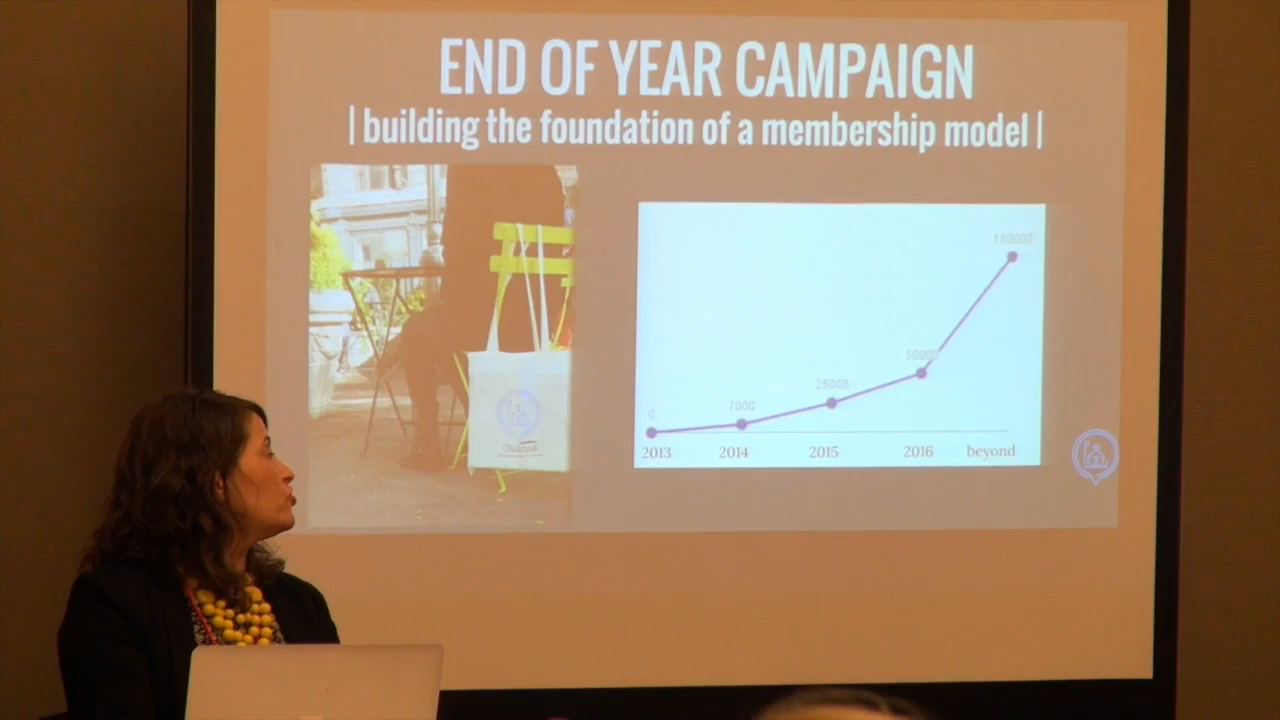 END OF YEAR CAMPAIGN
| building the foundation of a membership model |
150000
50000
25000
7000
0
2013 2014 2015 2016 beyond
Chalkbeat